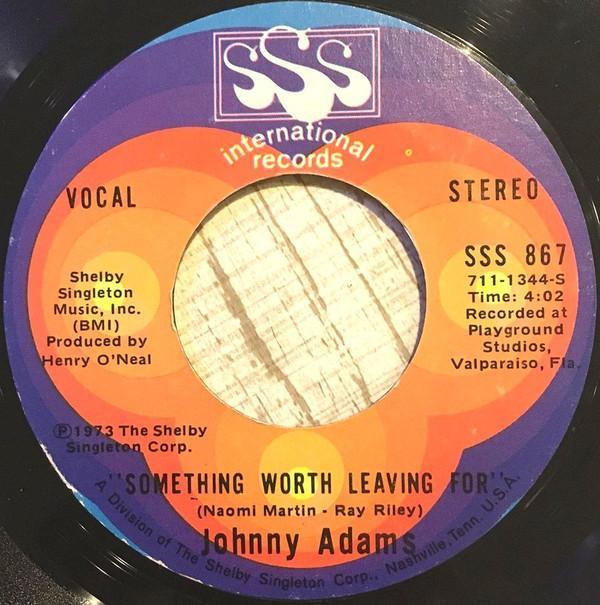 SSS
international
records
VOCAL
STEREO
Shelby
Singleton
Music, Inc.
(BMI)
Produced by
Henry O'Neal
SSS 867
711-1344-S
Time: 4:02
Recorded at
Playground
Studios,
Valparaiso, Fla.
Ⓟ1973 The Shelby
Singleton Corp.
"SOMETHING WORTH LEAVING FOR"
(Naomi Martin - Ray Riley)
Johnny Adams
A Division of The Shelby Singleton Corp., Nashville, Tenn. U.S.A.